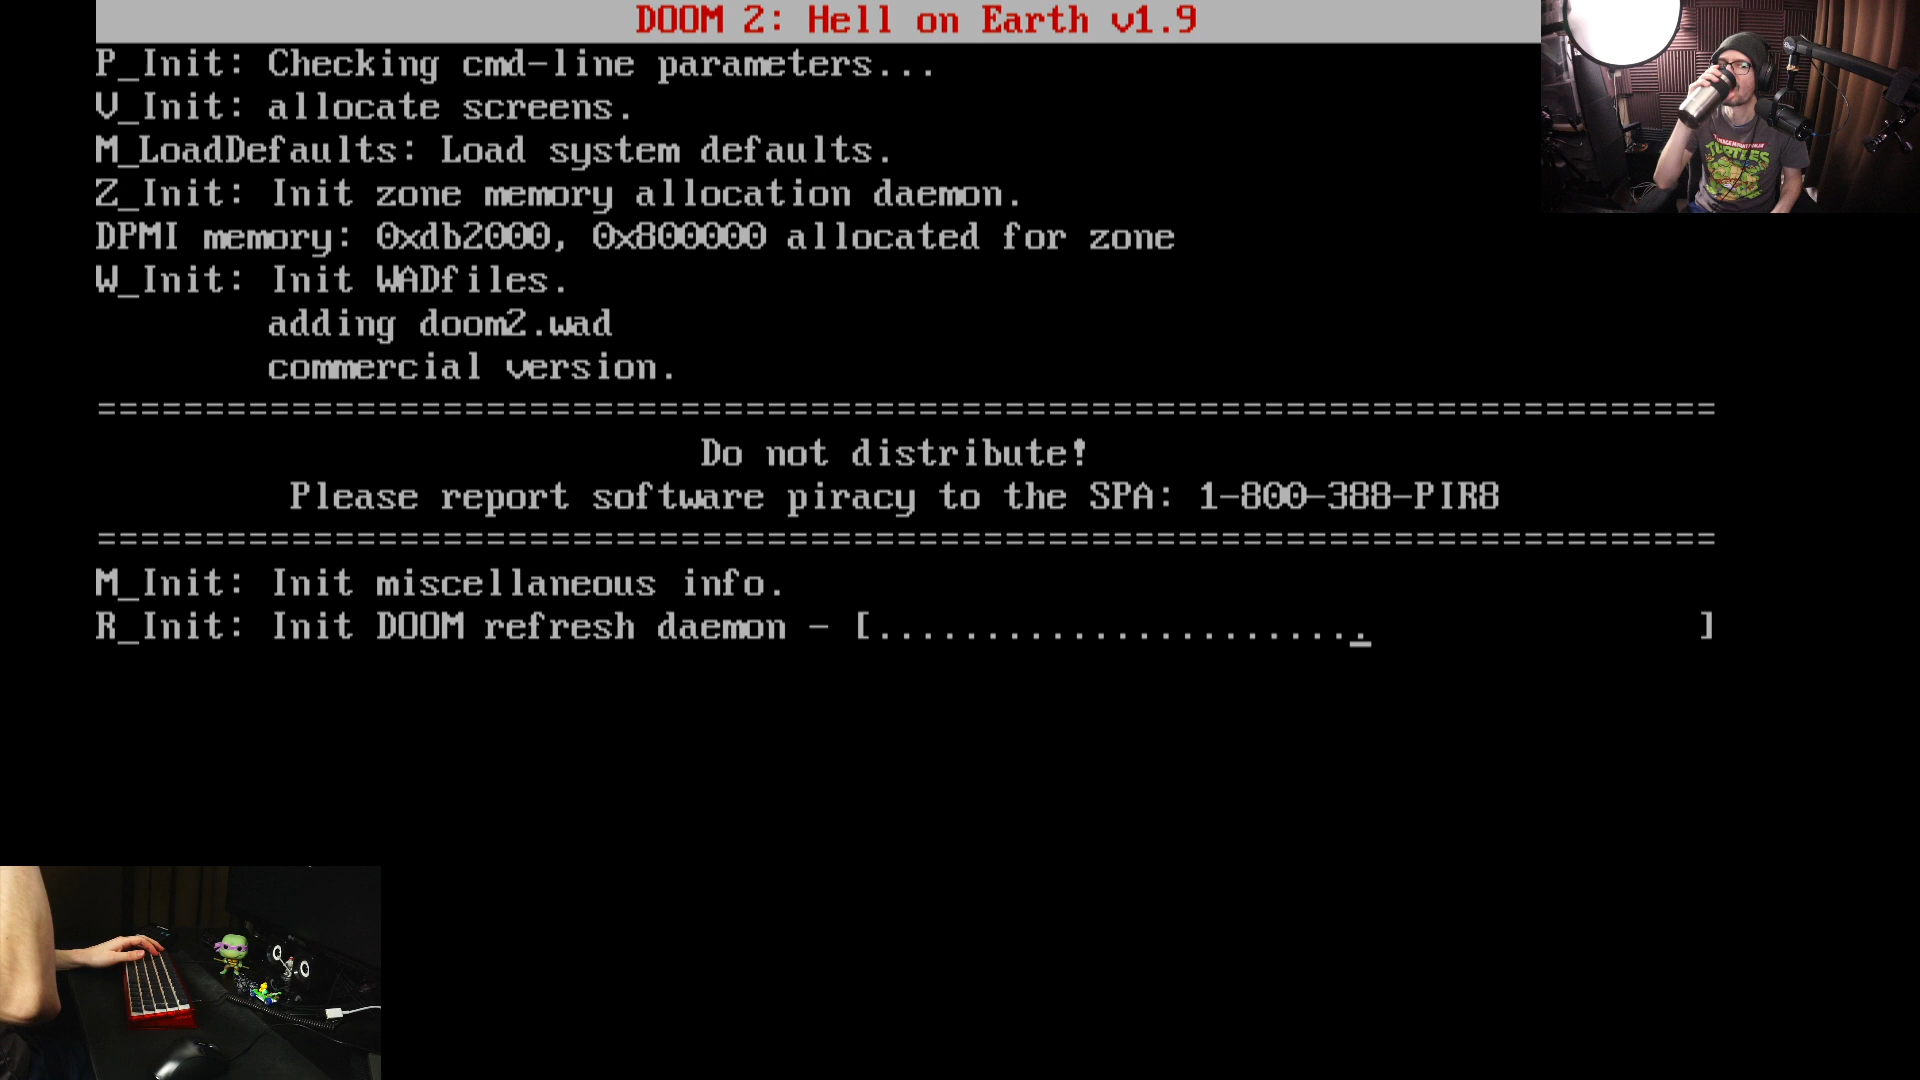 DOOM 2: Hell on Earth v1.9
P_Init: Checking cmd-line parameters...
V_Init: allocate screens.
M_LoadDefaults: Load system defaults.
Z_Init: Init zone memory allocation daemon.
DPMI memory: 0xdb2000, 0x800000 allocated for zone
W_Init: Init WADfiles.
adding doom2.wad
commercial version.
===========================================================================
Do not distribute!
Please report software piracy to the SPA: 1-800-388-PIR8
===========================================================================
M_Init: Init miscellaneous info.
R_Init: Init DOOM refresh daemon - [....................... ]
TURTLES